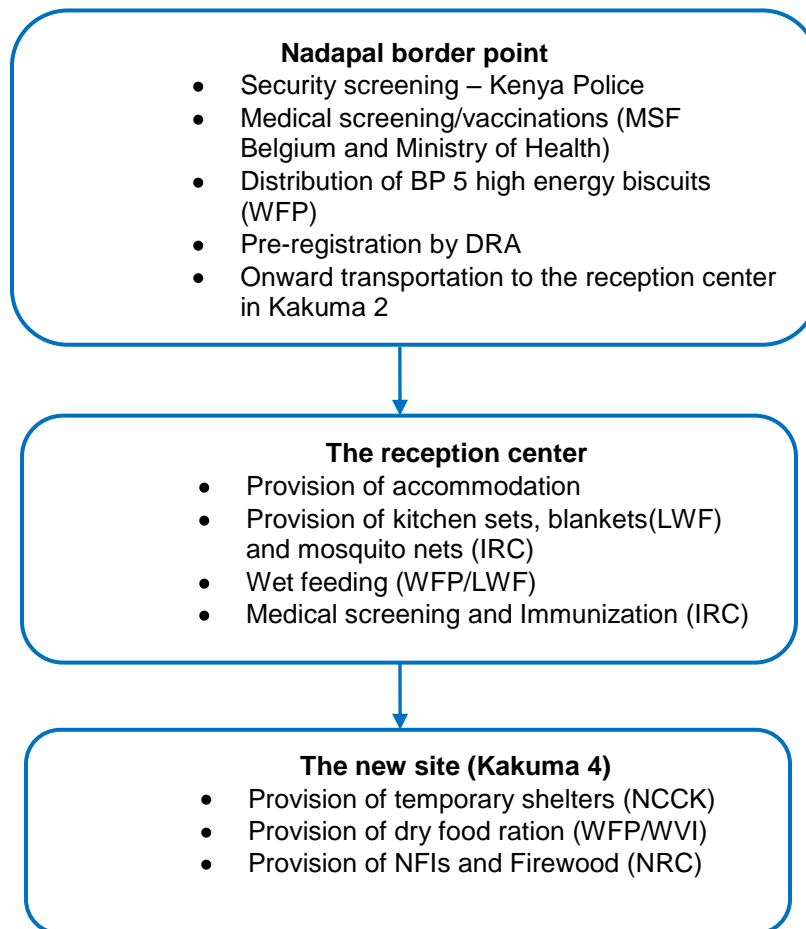 Nadapal border point
• Security screening – Kenya Police
• Medical screening/vaccinations (MSF
Belgium and Ministry of Health)
• Distribution of BP 5 high energy biscuits
(WFP)
• Pre-registration by DRA
• Onward transportation to the reception center
in Kakuma 2
The reception center
• Provision of accommodation
• Provision of kitchen sets, blankets(LWF)
and mosquito nets (IRC)
• Wet feeding (WFP/LWF)
• Medical screening and Immunization (IRC)
The new site (Kakuma 4)
• Provision of temporary shelters (NCCK)
• Provision of dry food ration (WFP/WVI)
• Provision of NFIs and Firewood (NRC)